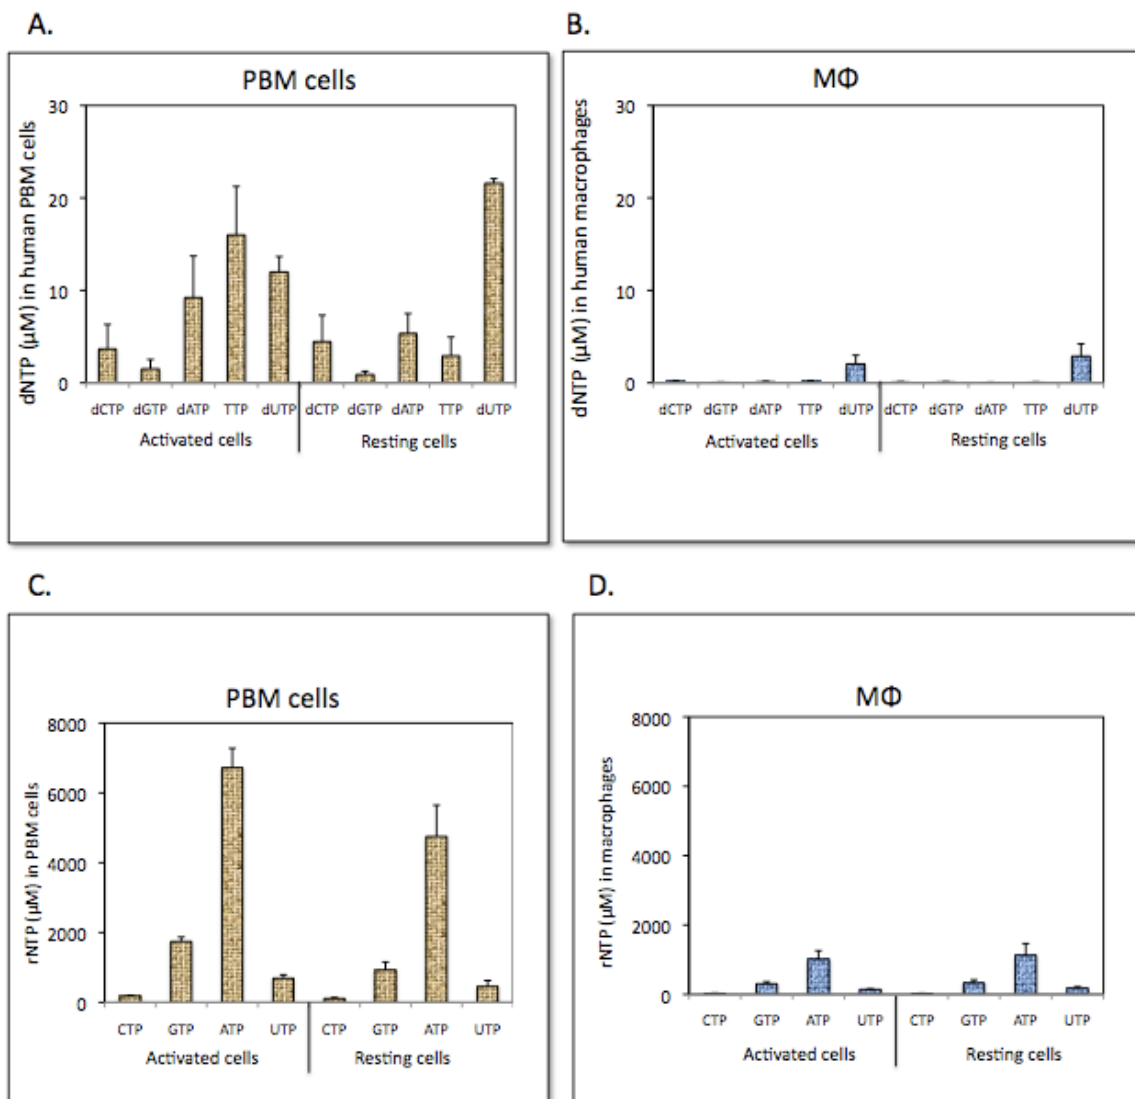 A.
PBM cells
dNTP (µM) in human PBM cells
30
20
10
0
dCTP dGTP dATP TTP dUTP dCTP dGTP dATP TTP dUTP
Activated cells Resting cells
B.
MΦ
dNTP (µM) in human macrophages
30
20
10
0
dCTP dGTP dATP TTP dUTP dCTP dGTP dATP TTP dUTP
Activated cells Resting cells
C.
PBM cells
rNTP (µM) in PBM cells
8000
6000
4000
2000
0
CTP GTP ATP UTP CTP GTP ATP UTP
Activated cells Resting cells
D.
MΦ
rNTP (µM) in macrophages
8000
6000
4000
2000
0
CTP GTP ATP UTP CTP GTP ATP UTP
Activated cells Resting cells